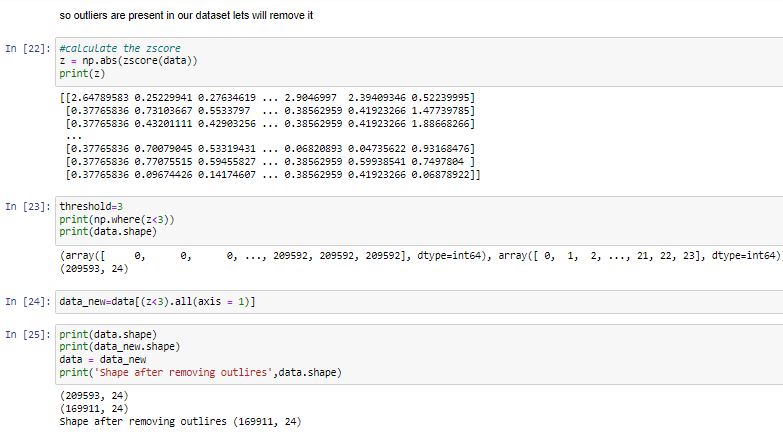 so outliers are present in our dataset lets will remove it
In [22]: #calculate the zscore
z = np.abs(zscore(data))
print(z)
[[2.64789583 0.25229941 0.27634619 ... 2.9046997  2.39409346 0.52239995]
[0.37765836 0.73103667 0.5533797  ... 0.38562959 0.41923266 1.47739785]
[0.37765836 0.43201111 0.42903256 ... 0.38562959 0.41923266 1.88668266]
...
[0.37765836 0.70079045 0.53319431 ... 0.06820893 0.04735622 0.93168476]
[0.37765836 0.77075515 0.59455827 ... 0.38562959 0.59938541 0.7497804 ]
[0.37765836 0.09674426 0.14174607 ... 0.38562959 0.41923266 0.06878922]]
In [23]: threshold=3
print(np.where(z<3))
print(data.shape)
(array([     0,      0,      0, ..., 209592, 209592, 209592], dtype=int64), array([ 0,  1,  2, ..., 21, 22, 23], dtype=int64))
(209593, 24)
In [24]: data_new=data[(z<3).all(axis = 1)]
In [25]: print(data.shape)
print(data_new.shape)
data = data_new
print('Shape after removing outlires',data.shape)
(209593, 24)
(169911, 24)
Shape after removing outlires (169911, 24)